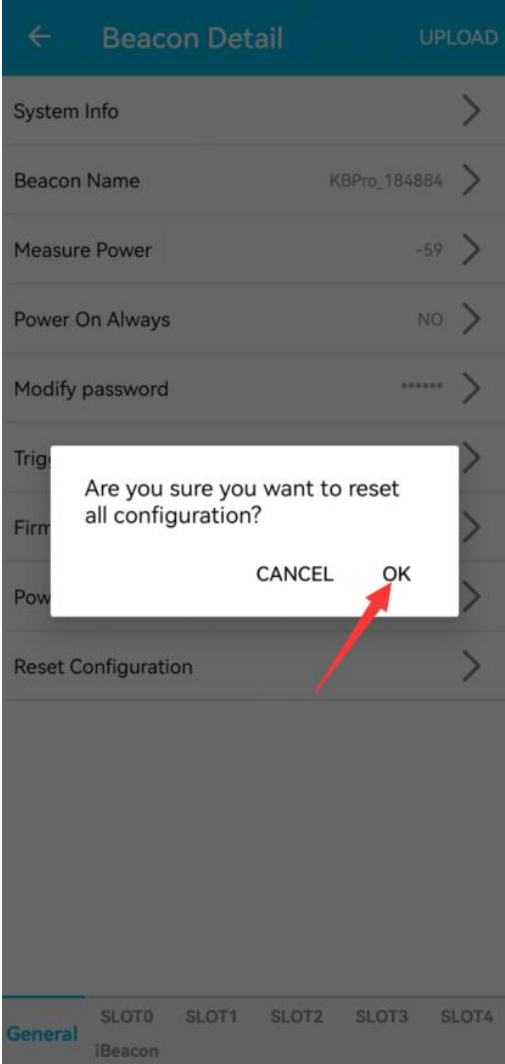 Beacon Detail UPLOAD
System Info
Beacon Name KBPro_184884
Measure Power -59
Power On Always NO
Modify password ******
Trigg
Are you sure you want to reset
all configuration?
Firm
CANCEL OK
Pow
Reset Configuration
General SLOT0 SLOT1 SLOT2 SLOT3 SLOT4
iBeacon